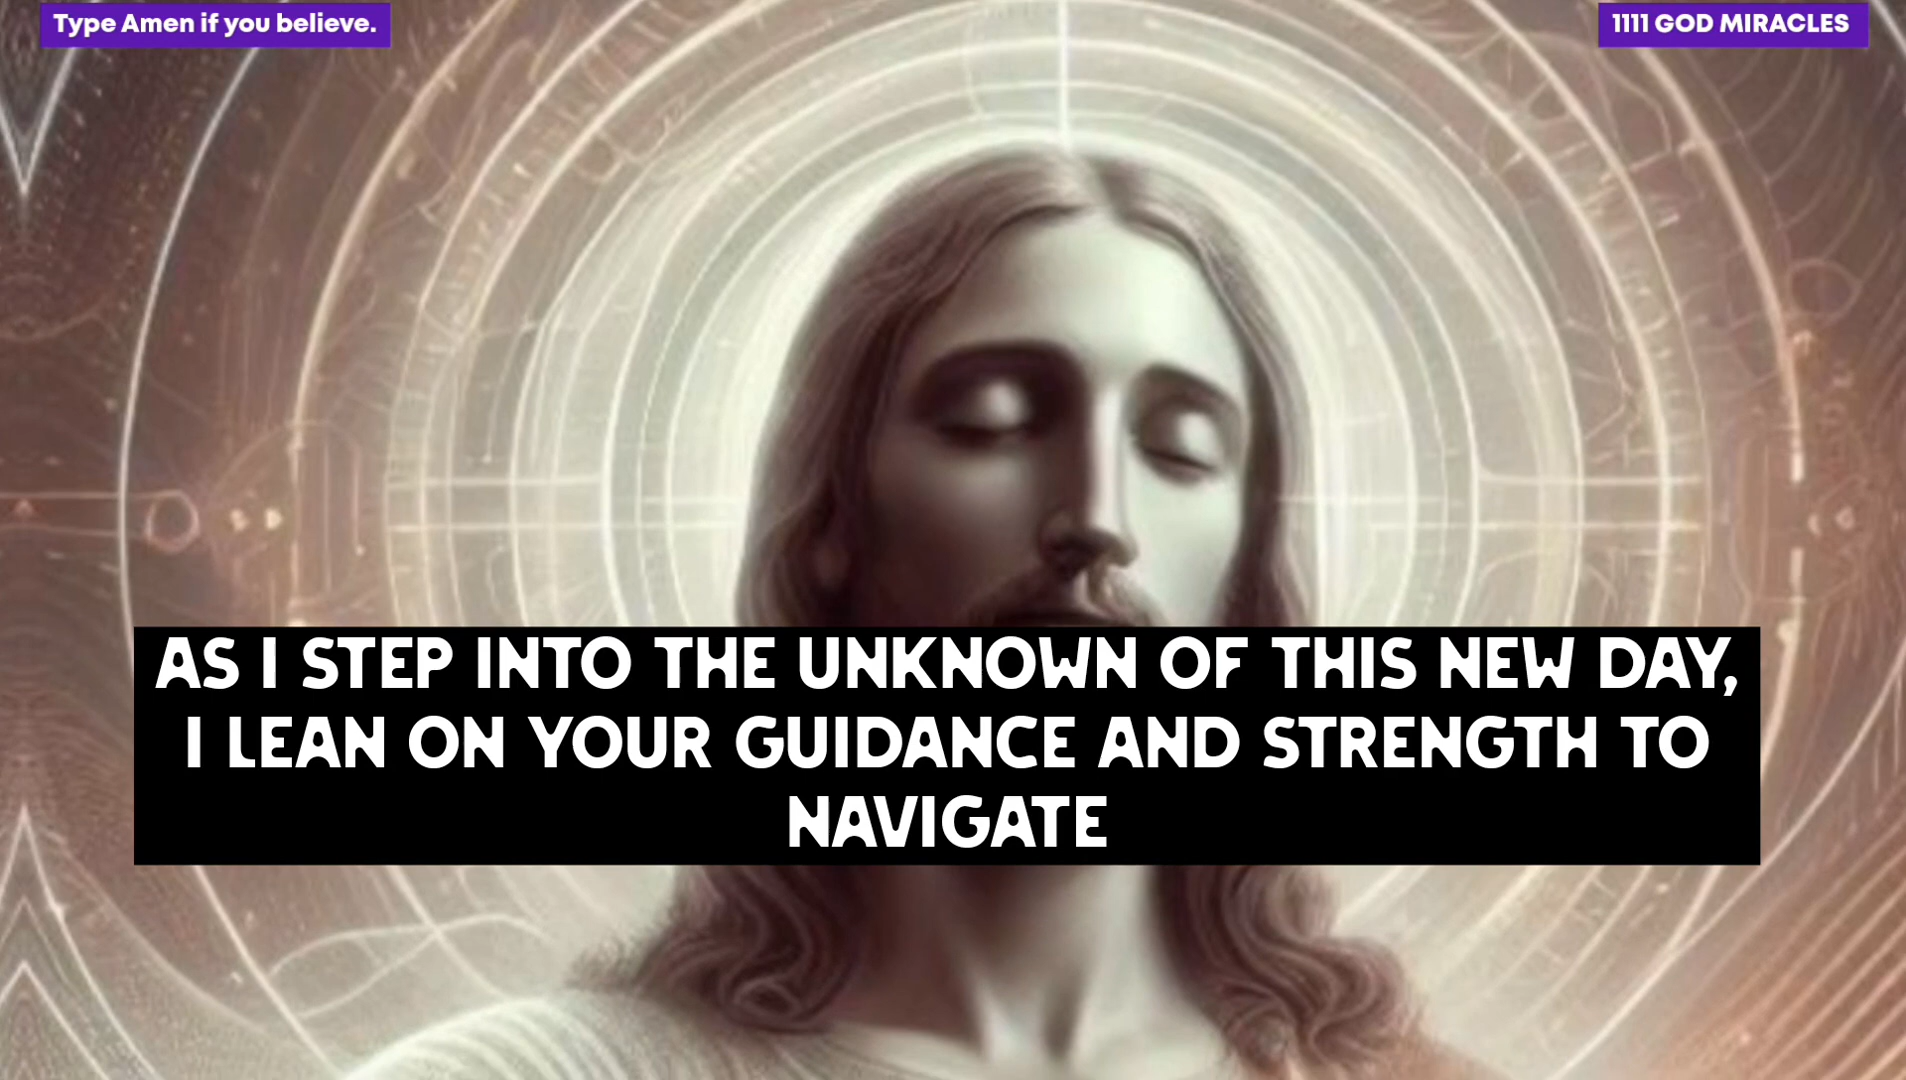 Type Amen if you believe.
1111 GOD MIRACLES
AS I STEP INTO THE UNKNOWN OF THIS NEW DAY,
I LEAN ON YOUR GUIDANCE AND STRENGTH TO
NAVIGATE